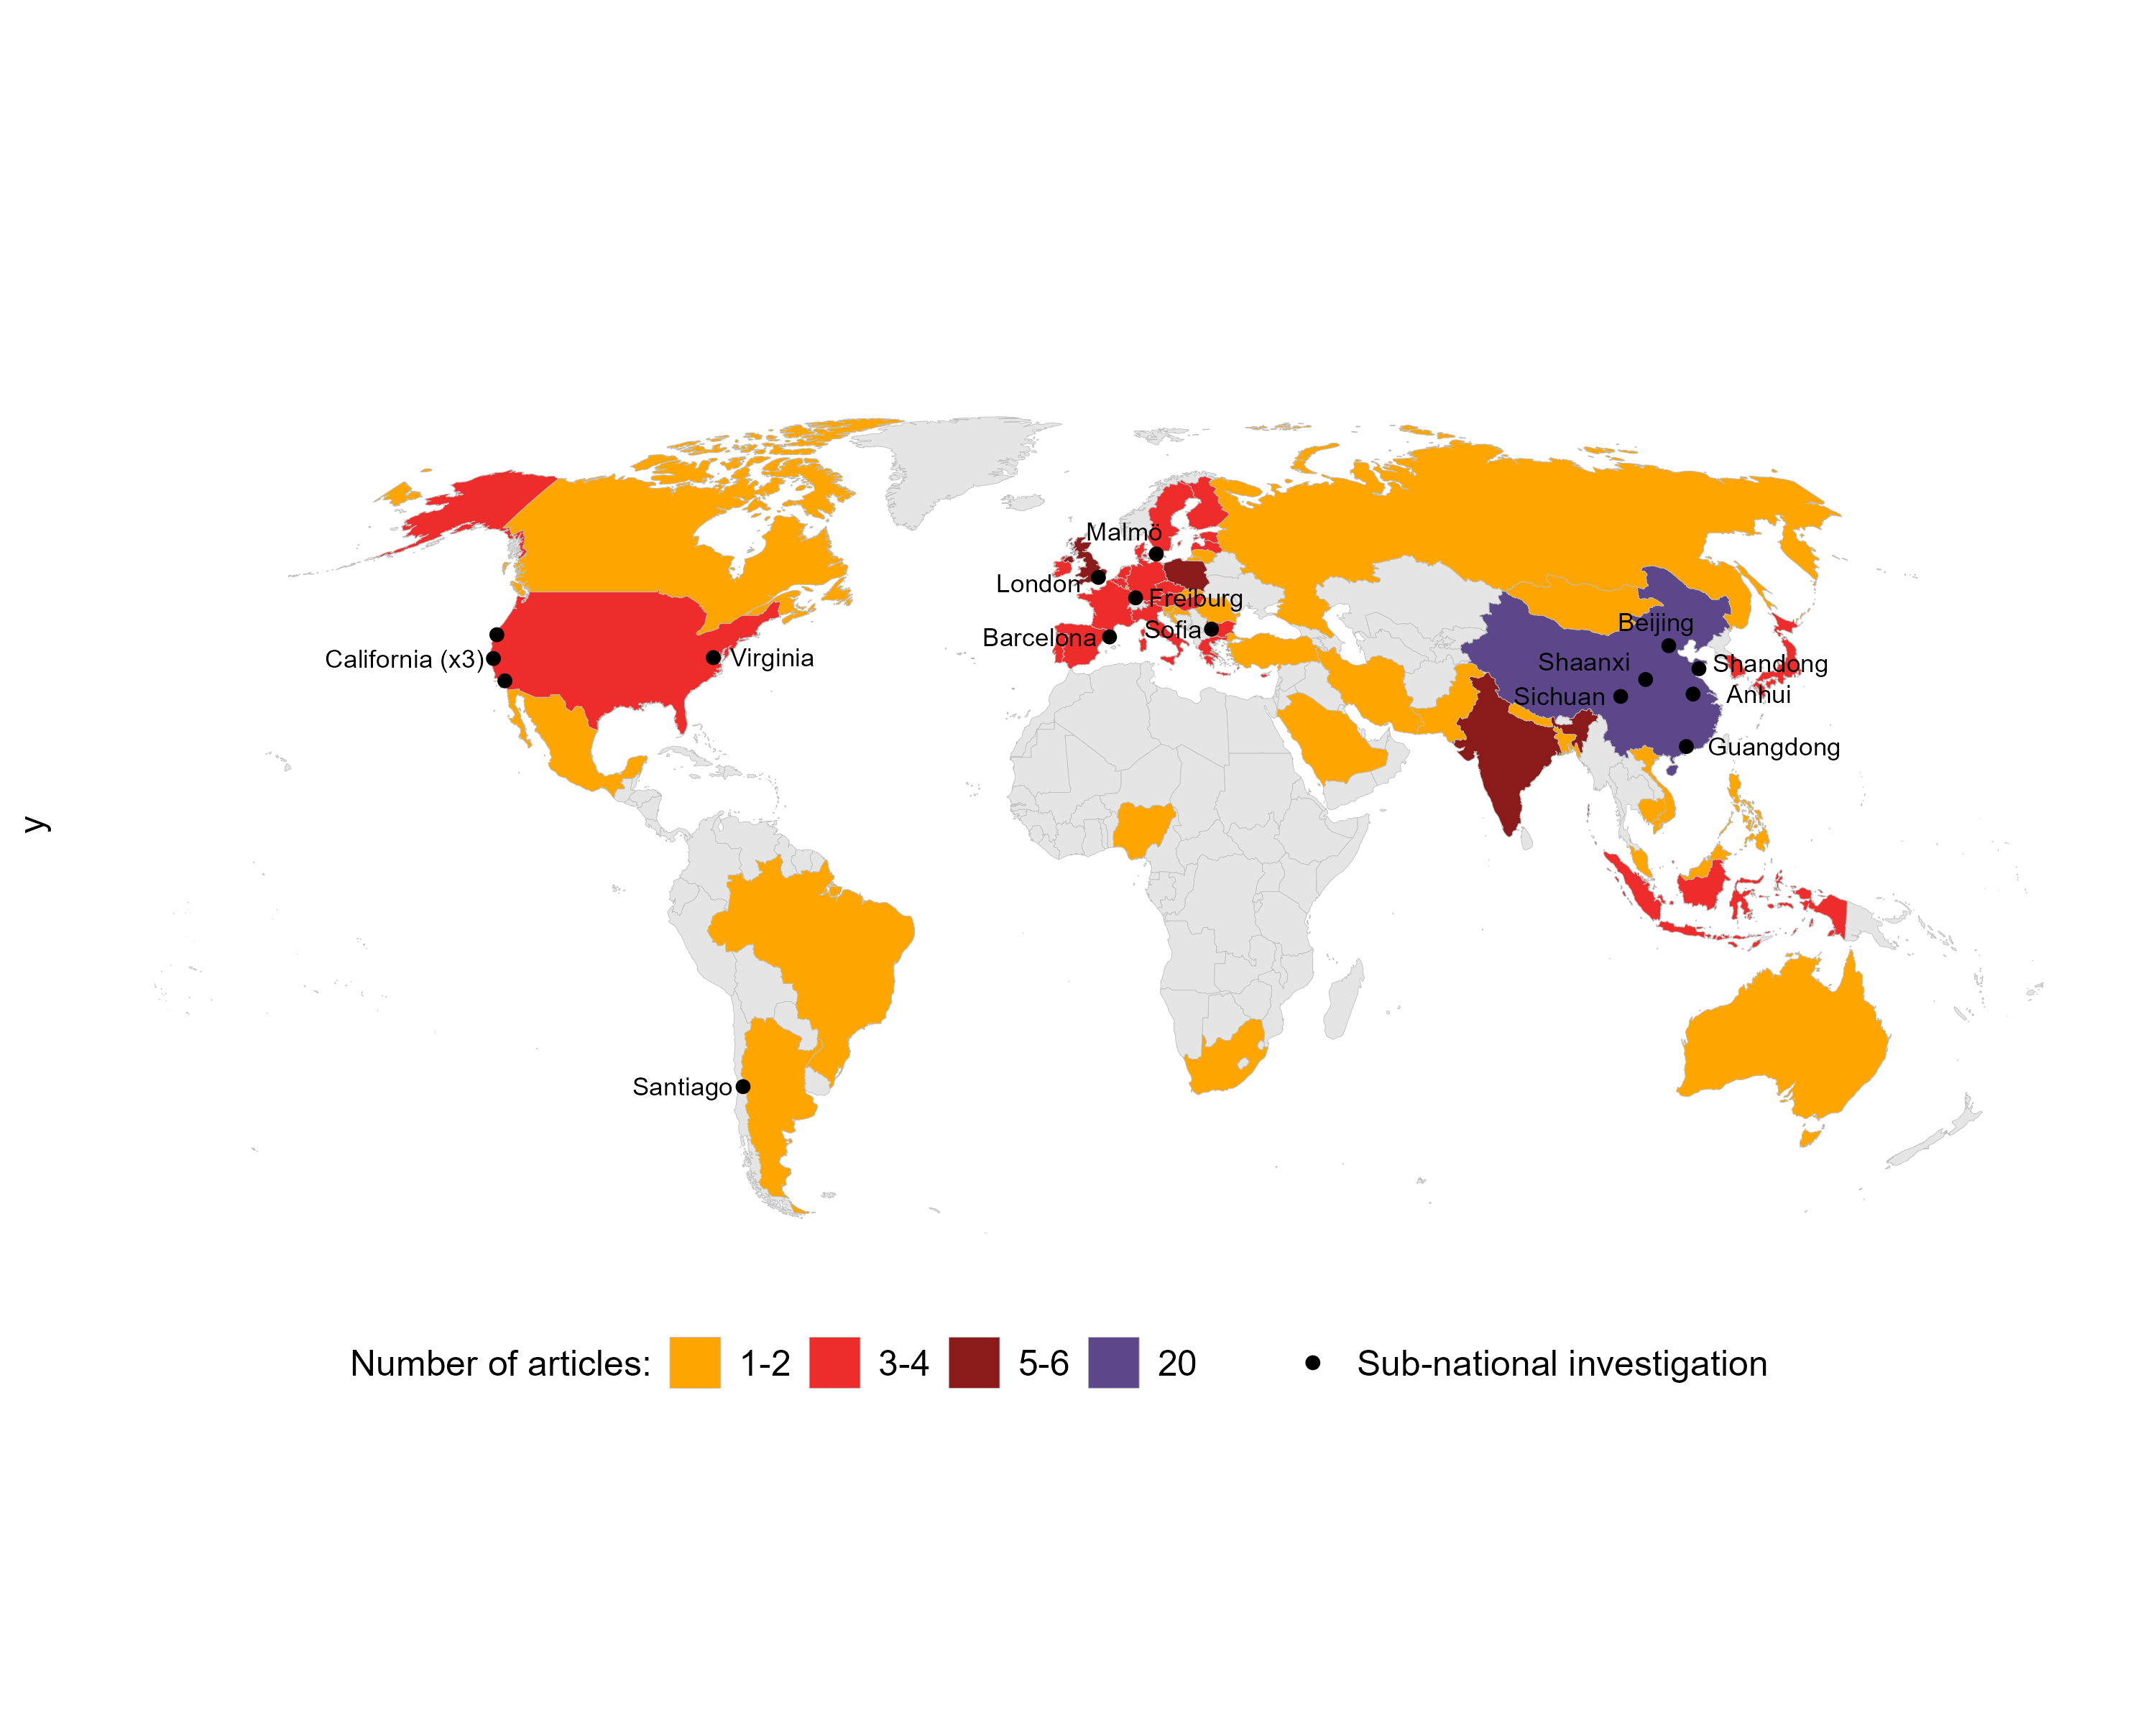 Malmö
London
Freiburg
Beijing
Barcelona
Sofia
California (x3)
Virginia
Shaanxi
Shandong
Sichuan
Anhui
Guangdong
y
Santiago
Number of articles: 1-2 3-4 5-6 20 Sub-national investigation